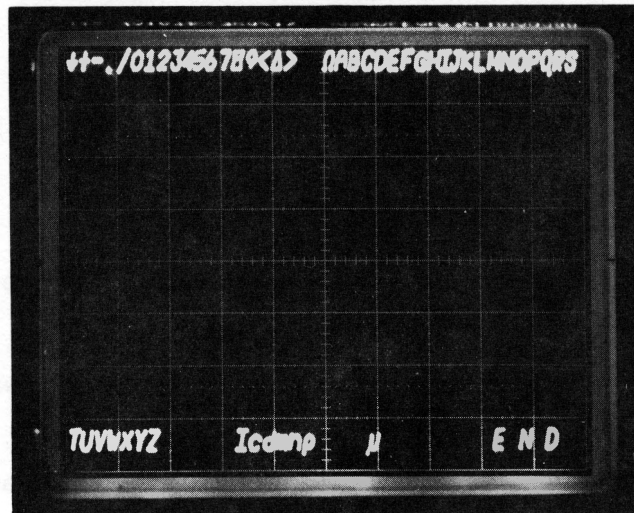 ↓+-./0123456789<Δ> ΩABCDEFGHIJKLMNOPQRS
TUVWXYZ Icdmnp μ E N D